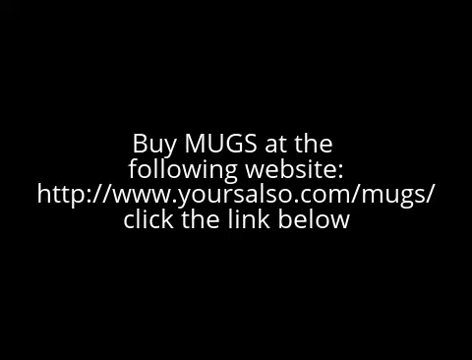 Buy MUGS at the
following website:
http://www.yoursalso.com/mugs/
click the link below